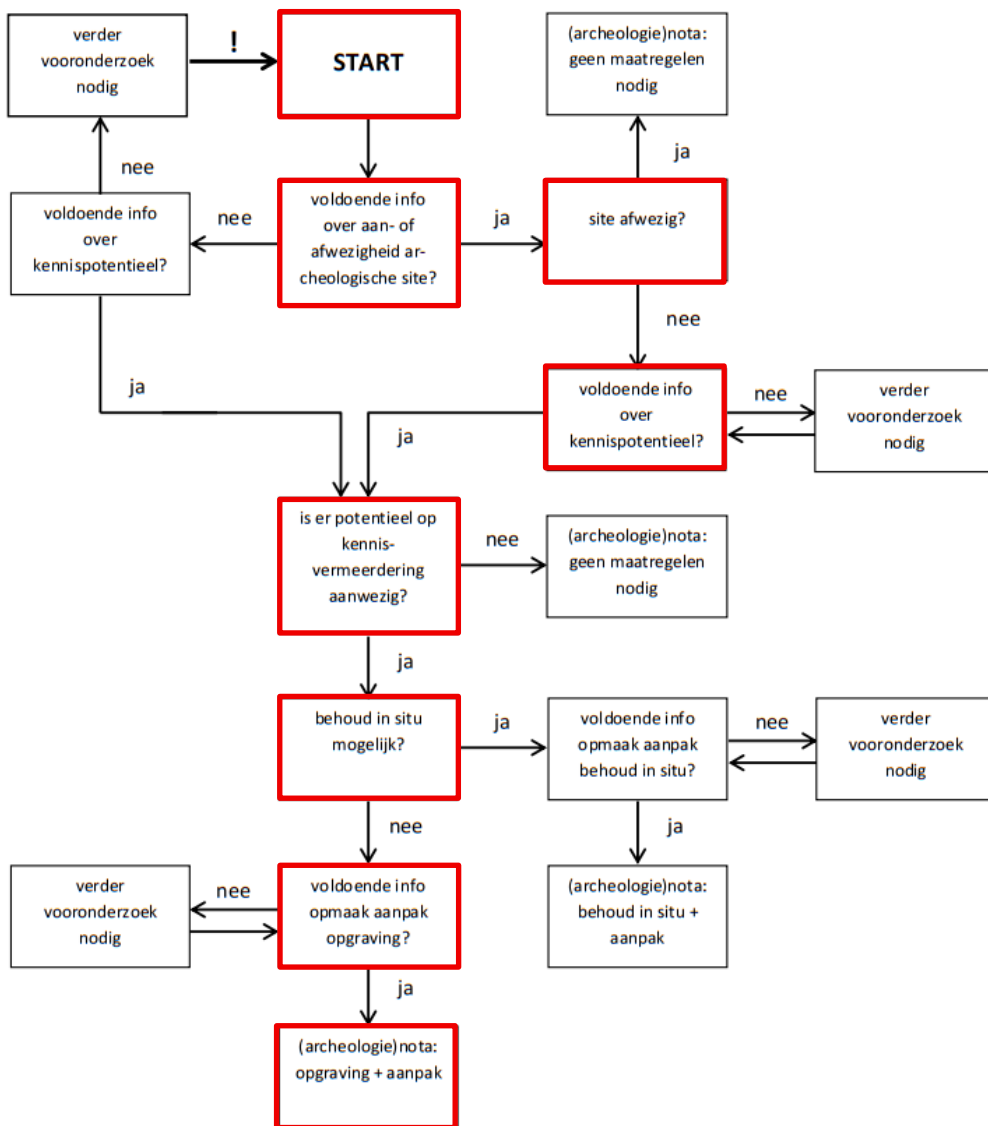 verder
vooronderzoek
nodig
!
START
(archeologie)nota:
geen maatregelen
nodig
nee
ja
voldoende info
over
kennispotentieel?
nee
voldoende info
over aan- of
afwezigheid ar-
cheologische site?
ja
site afwezig?
nee
ja
voldoende info
over
kennispotentieel?
nee
verder
vooronderzoek
nodig
ja
is er potentieel op
kennis-
vermeerdering
aanwezig?
nee
(archeologie)nota:
geen maatregelen
nodig
ja
behoud in situ
mogelijk?
ja
voldoende info
opmaak aanpak
behoud in situ?
nee
verder
vooronderzoek
nodig
nee
ja
verder
vooronderzoek
nodig
nee
voldoende info
opmaak aanpak
opgraving?
(archeologie)nota:
behoud in situ +
aanpak
ja
(archeologie)nota:
opgraving + aanpak